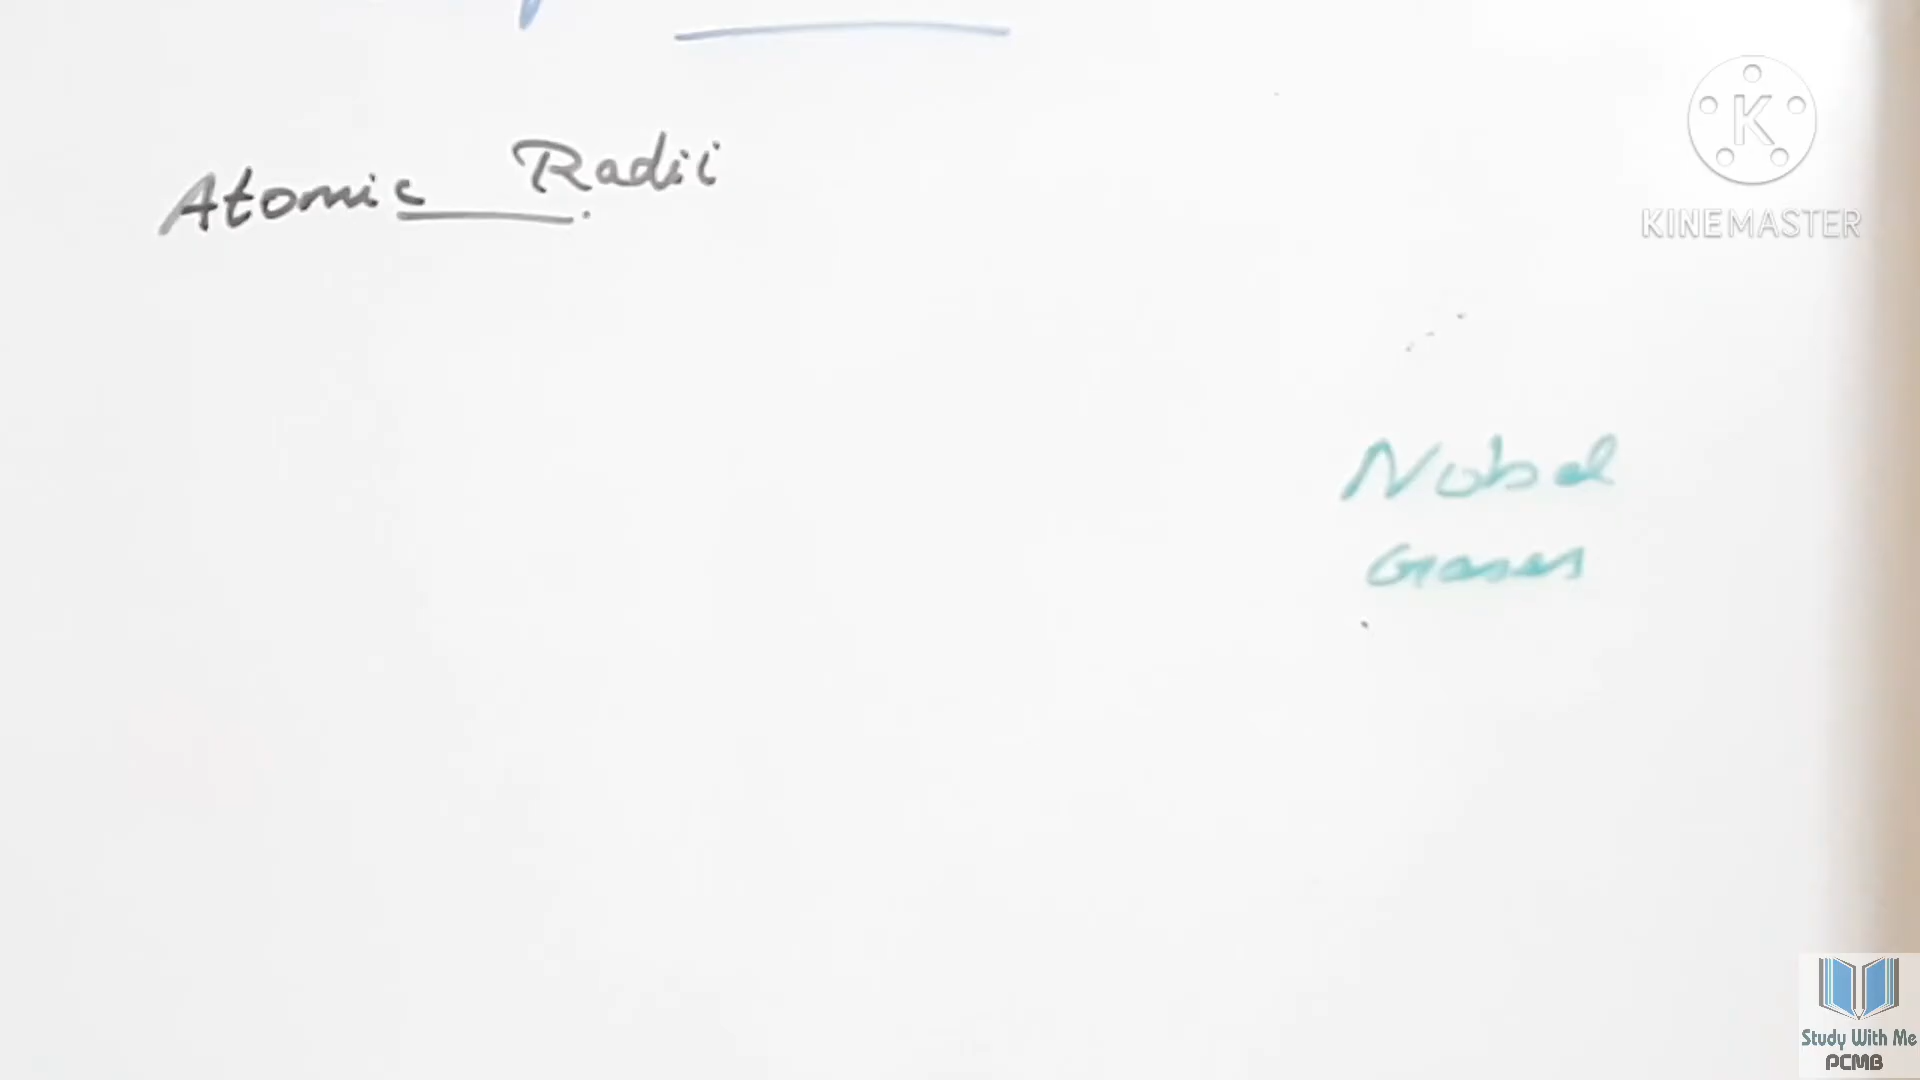 Atomic Radii
KINEMASTER
Nobel
Gases
Study With Me
PCMB